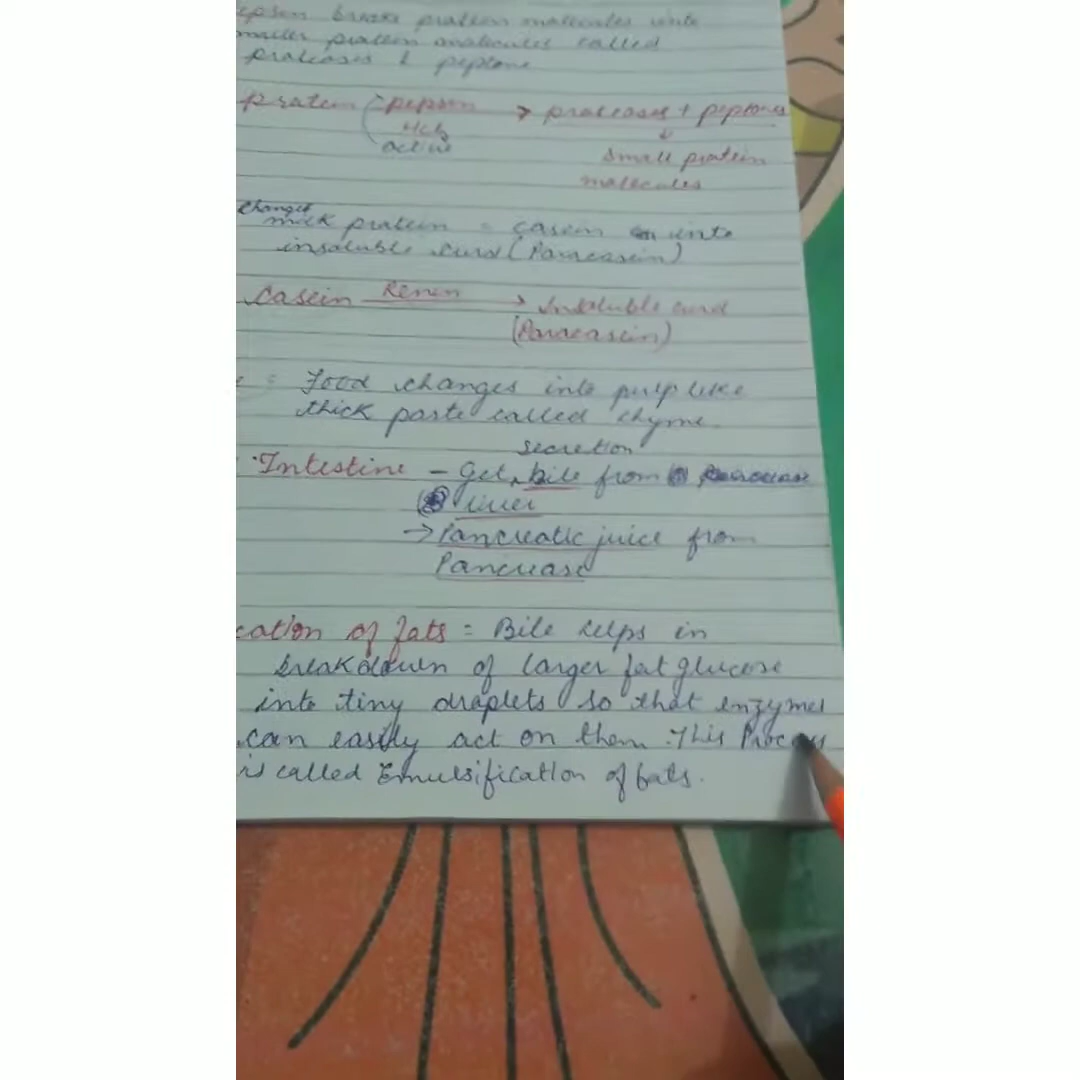 epsin breaks protein molecules into
maller protein molecules called
proteoses & peptone
protein pepsin → proteoses + peptones
HCl
active
small protein
molecules
changes
milk protein = casein into
insoluble curd (Paracasein)
Casein Renin → Insoluble curd
(Paracasein)
= Food changes into pulp like
thick paste called chyme.
secretion
Intestine - Get bile from
liver
→ Pancreatic juice from
Pancrease
cation of fats = Bile helps in
breakdown of larger fat glucose
into tiny droplets so that enzymes
can easily act on them. This Process
is called Emulsification of fats.